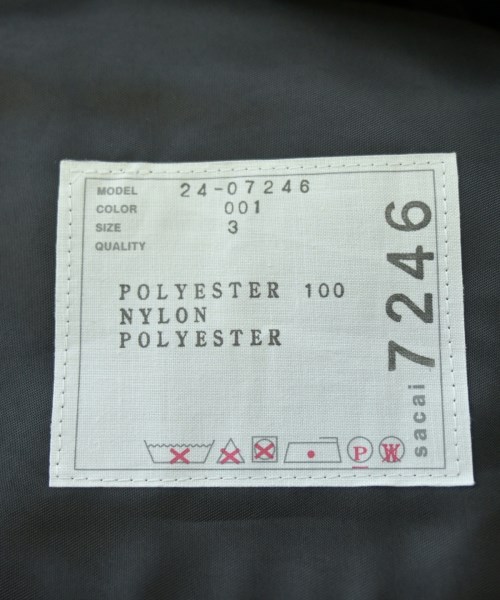 MODEL 24-07246
COLOR 001
SIZE 3
QUALITY
POLYESTER 100
NYLON
POLYESTER
sacai 7246
P W